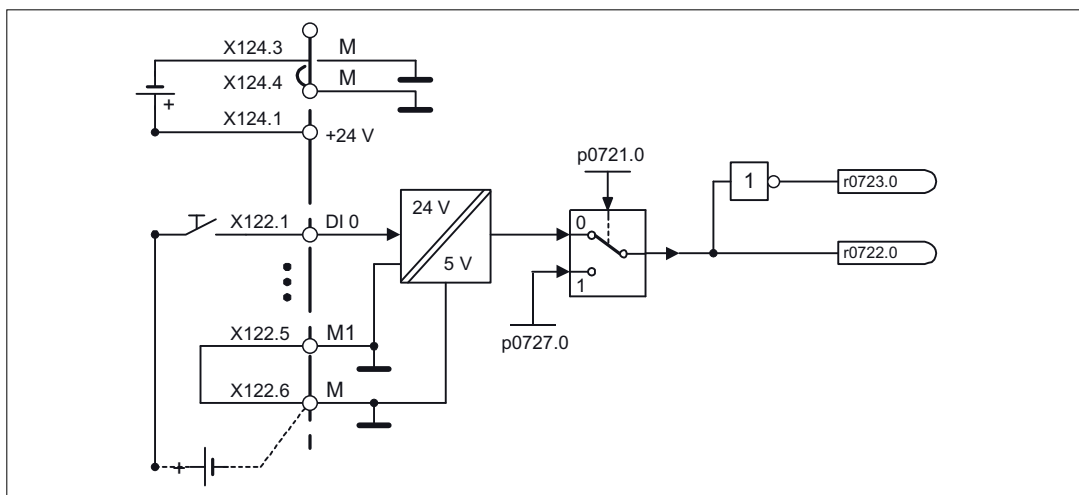 X124.3
M
X124.4
M
+
X124.1
+24 V
p0721.0
24 V
1
r0723.0
X122.1
DI 0
0
5 V
r0722.0
1
X122.5
M1
p0727.0
X122.6
M
+